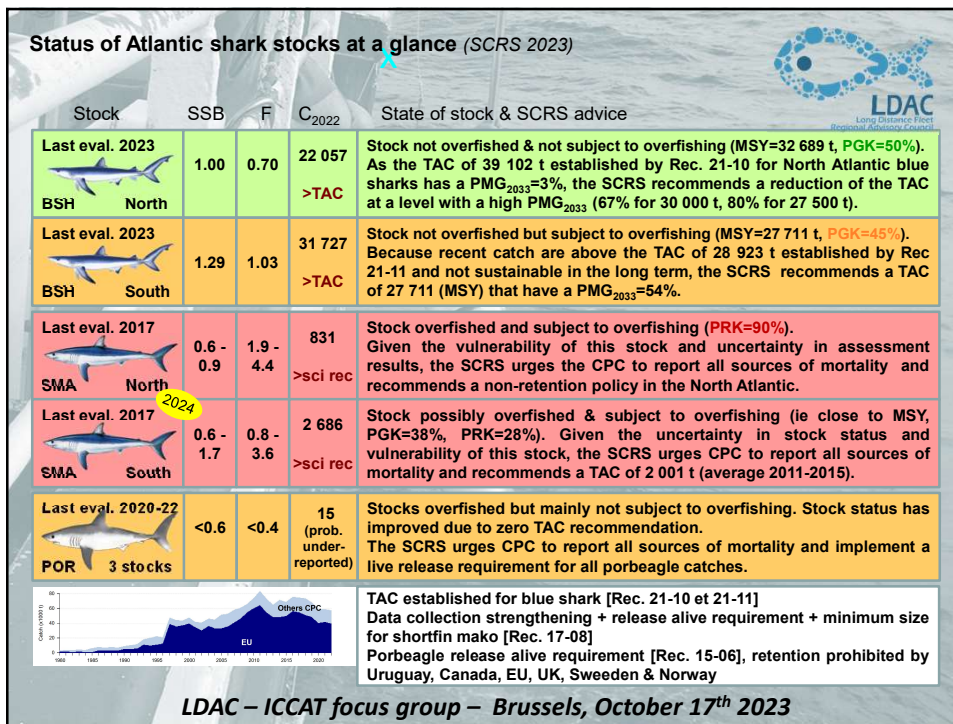 Status of Atlantic shark stocks at a glance (SCRS 2023)
x
LDAC
Long Distance Fleet
Regional Advisory Council
Stock SSB F C2022 State of stock & SCRS advice
Last eval. 2023
BSH North
1.00
0.70
22 057
>TAC
Stock not overfished & not subject to overfishing (MSY=32 689 t, PGK=50%).
As the TAC of 39 102 t established by Rec. 21-10 for North Atlantic blue
sharks has a PMG2033=3%, the SCRS recommends a reduction of the TAC
at a level with a high PMG2033 (67% for 30 000 t, 80% for 27 500 t).
Last eval. 2023
BSH South
1.29
1.03
31 727
>TAC
Stock not overfished but subject to overfishing (MSY=27 711 t, PGK=45%).
Because recent catch are above the TAC of 28 923 t established by Rec
21-11 and not sustainable in the long term, the SCRS recommends a TAC
of 27 711 (MSY) that have a PMG2033=54%.
Last eval. 2017
SMA North
0.6 -
0.9
1.9 -
4.4
831
>sci rec
Stock overfished and subject to overfishing (PRK=90%).
Given the vulnerability of this stock and uncertainty in assessment
results, the SCRS urges the CPC to report all sources of mortality and
recommends a non-retention policy in the North Atlantic.
2024
Last eval. 2017
SMA South
0.6 -
1.7
0.8 -
3.6
2 686
>sci rec
Stock possibly overfished & subject to overfishing (ie close to MSY,
PGK=38%, PRK=28%). Given the uncertainty in stock status and
vulnerability of this stock, the SCRS urges CPC to report all sources of
mortality and recommends a TAC of 2 001 t (average 2011-2015).
Last eval. 2020-22
POR 3 stocks
<0.6
<0.4
15
(prob.
under-
reported)
Stocks overfished but mainly not subject to overfishing. Stock status has
improved due to zero TAC recommendation.
The SCRS urges CPC to report all sources of mortality and implement a
live release requirement for all porbeagle catches.
Catch (x1000 t)
80
60
40
20
0
Others CPC
EU
1980 1985 1990 1995 2000 2005 2010 2015 2020
TAC established for blue shark [Rec. 21-10 et 21-11]
Data collection strengthening + release alive requirement + minimum size
for shortfin mako [Rec. 17-08]
Porbeagle release alive requirement [Rec. 15-06], retention prohibited by
Uruguay, Canada, EU, UK, Sweeden & Norway
LDAC – ICCAT focus group – Brussels, October 17th 2023